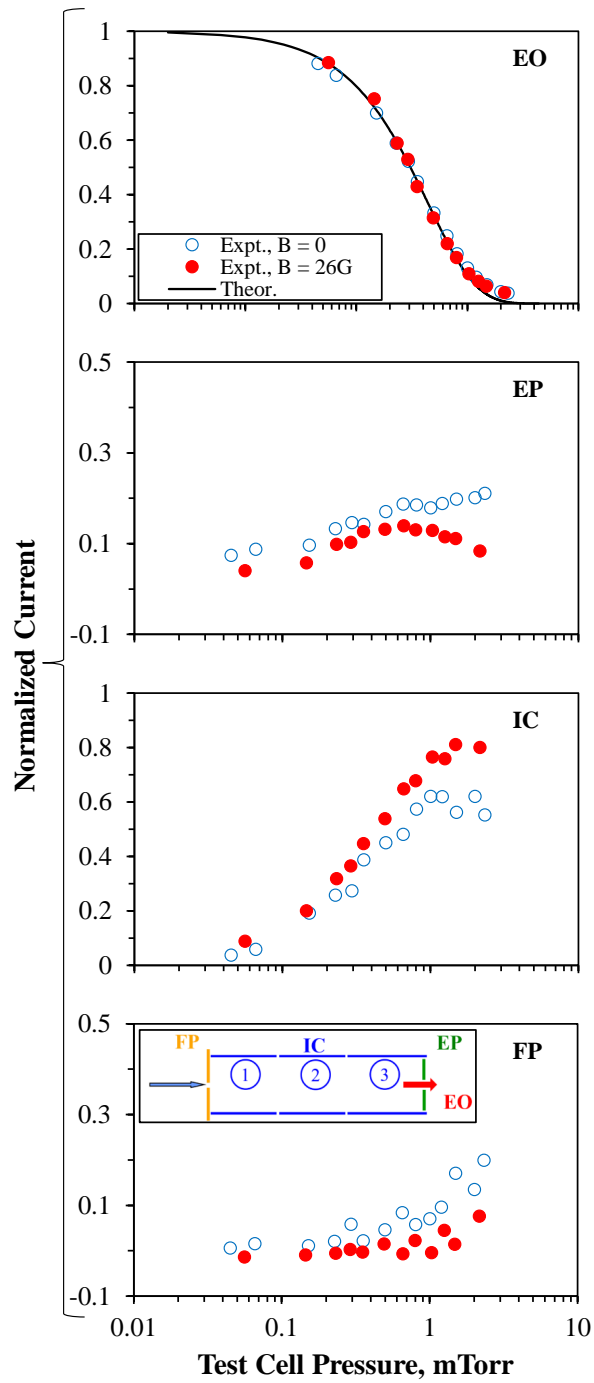 1
EO
0.8
0.6
0.4
Expt., B = 0
0.2
Expt., B = 26G
Theor.
0
0.5
EP
0.3
0.1
-0.1
Normalized Current
1
IC
0.8
0.6
0.4
0.2
0
0.5
FP
FP IC EP
1 2 3
EO
0.3
0.1
-0.1
0.01 0.1 1 10
Test Cell Pressure, mTorr